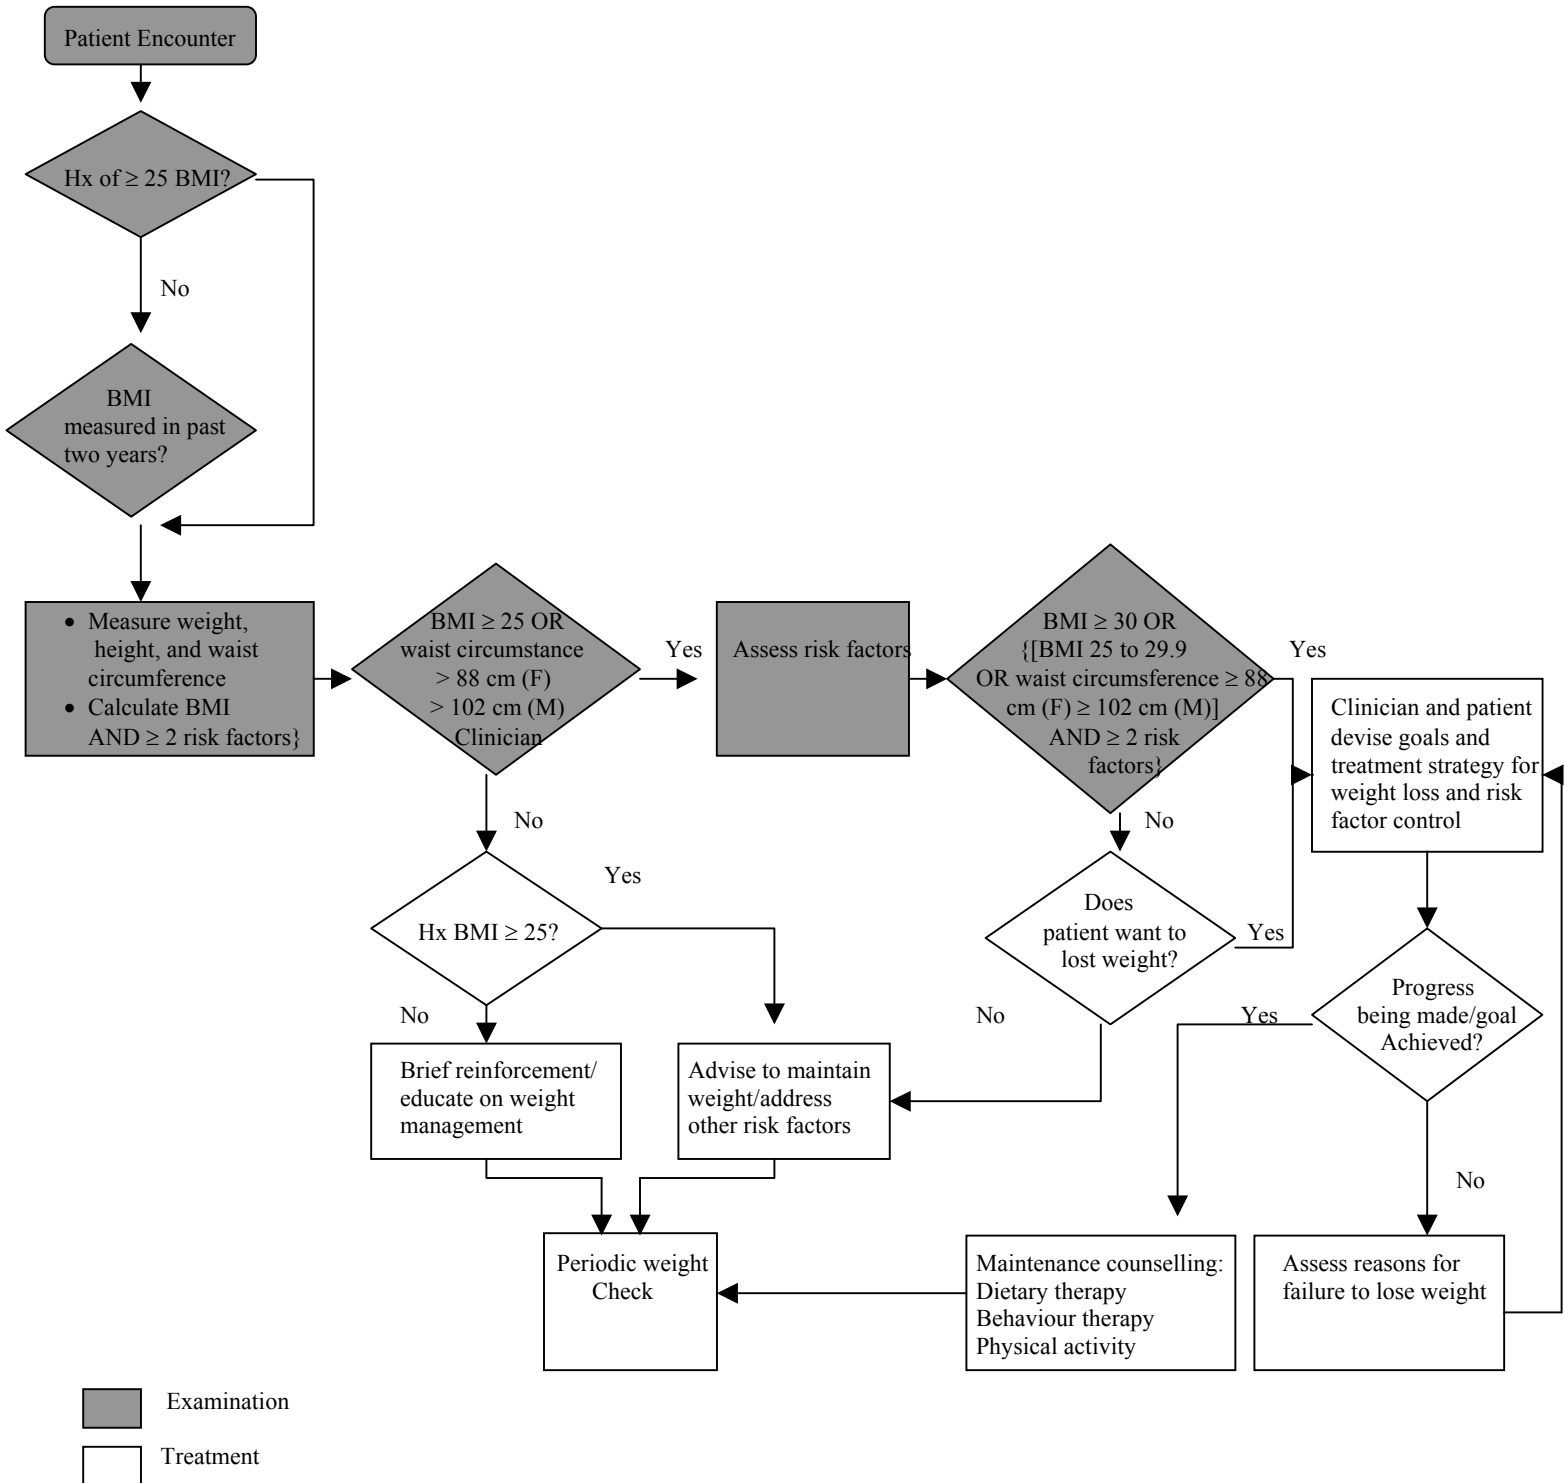 Patient Encounter
Hx of ≥ 25 BMI?
No
BMI
measured in past
two years?
• Measure weight,
height, and waist
circumference
• Calculate BMI
AND ≥ 2 risk factors}
BMI ≥ 25 OR
waist circumstance
> 88 cm (F)
> 102 cm (M)
Clinician
Yes
Assess risk factors
BMI ≥ 30 OR
{[BMI 25 to 29.9
OR waist circumsference ≥ 88
cm (F) ≥ 102 cm (M)]
AND ≥ 2 risk
factors}
Yes
Clinician and patient
devise goals and
treatment strategy for
weight loss and risk
factor control
No
No
Hx BMI ≥ 25?
Yes
Does
patient want to
lost weight?
Yes
No
No
Progress
being made/goal
Achieved?
Yes
No
Brief reinforcement/
educate on weight
management
Advise to maintain
weight/address
other risk factors
Periodic weight
Check
Maintenance counselling:
Dietary therapy
Behaviour therapy
Physical activity
Assess reasons for
failure to lose weight
Examination
Treatment